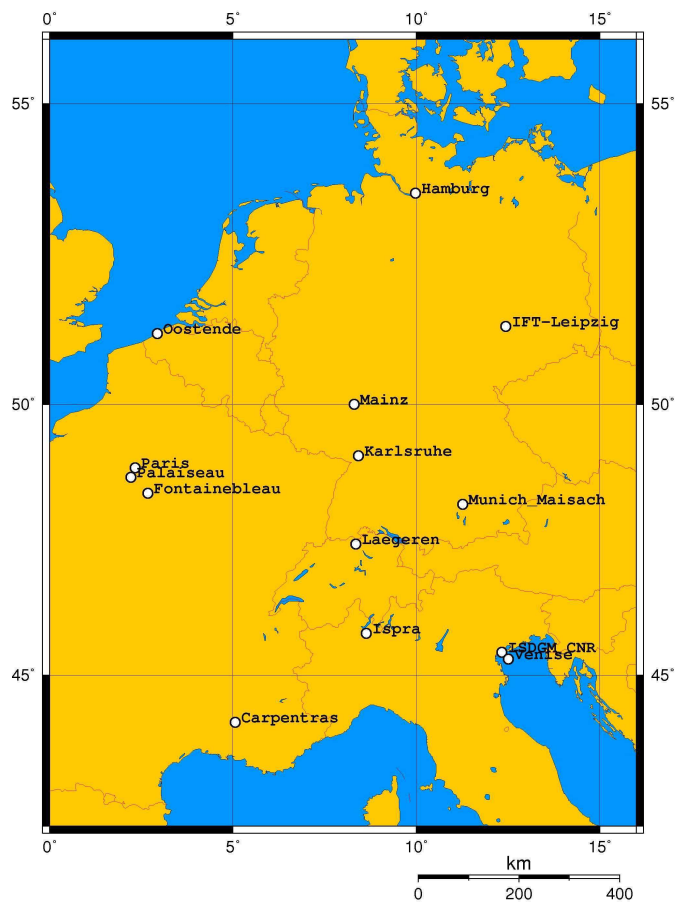 0° 5° 10° 15°
55° 55°
Hamburg
IFT-Leipzig
Oostende
50° 50°
Mainz
Karlsruhe
Paris
Palaiseau
Fontainebleau
Munich_Maisach
Laegeren
Ispra
ISDGM_CNR
Venise
45° 45°
Carpentras
0° 5° 10° 15°
km
0 200 400